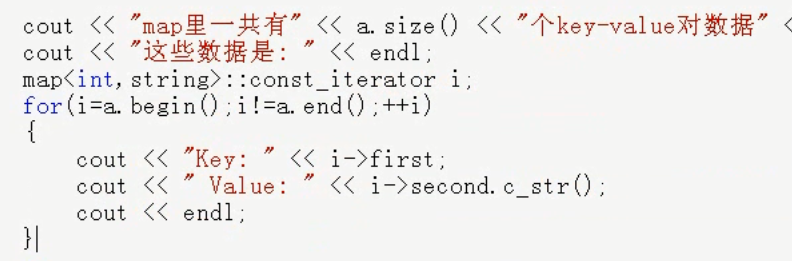 cout << "map里一共有" << a.size() << "个key-value对数据" <
cout << "这些数据是: " << endl;
map<int,string>::const_iterator i;
for(i=a.begin();i!=a.end();++i)
{
    cout << "Key: " << i->first;
    cout << " Value: " << i->second.c_str();
    cout << endl;
}